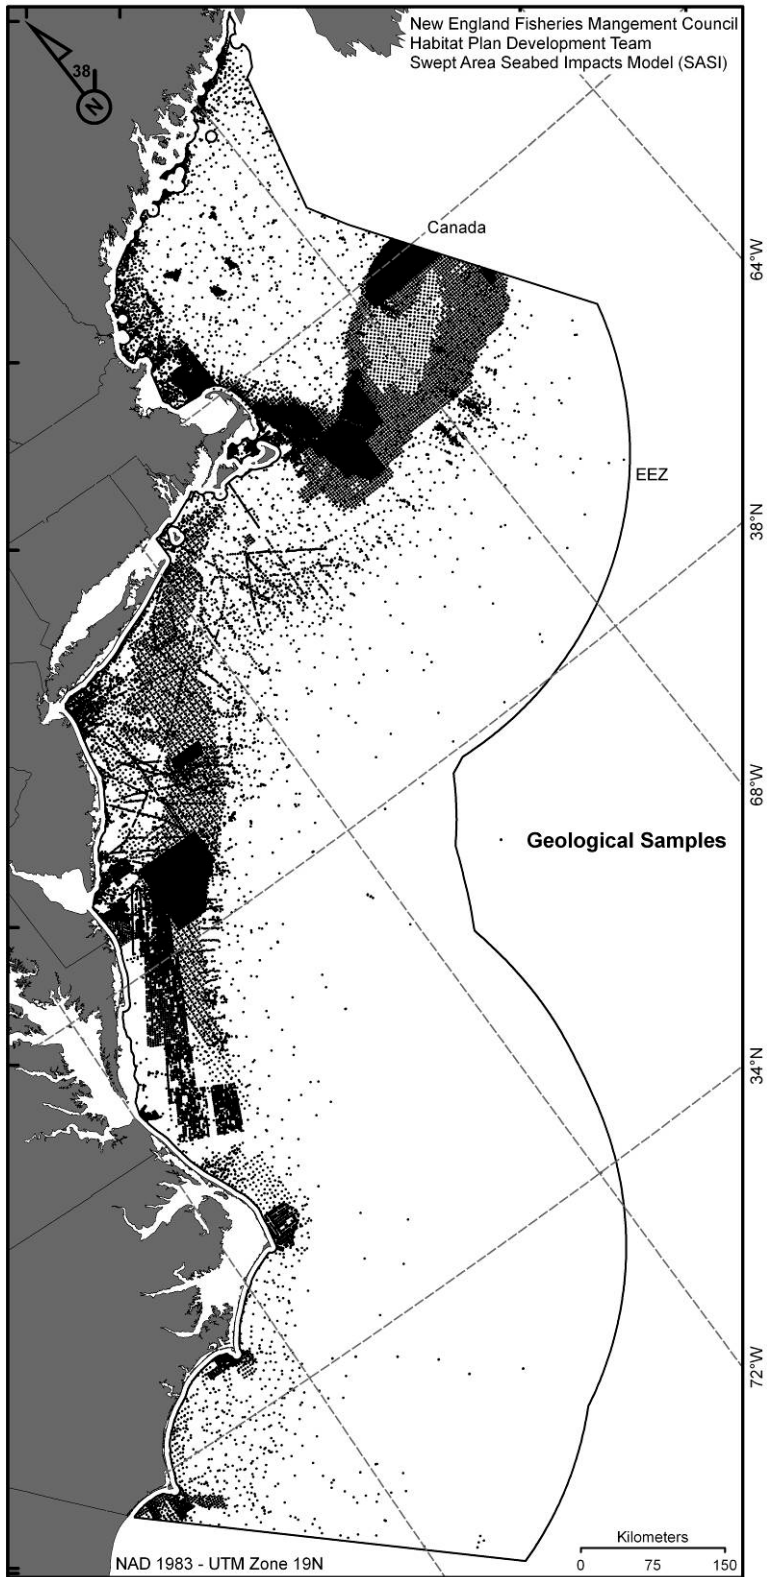 New England Fisheries Mangement Council
Habitat Plan Development Team
Swept Area Seabed Impacts Model (SASI)
38
N
Canada
64°W
EEZ
38°N
68°W
Geological Samples
34°N
72°W
Kilometers
0 75 150
NAD 1983 - UTM Zone 19N